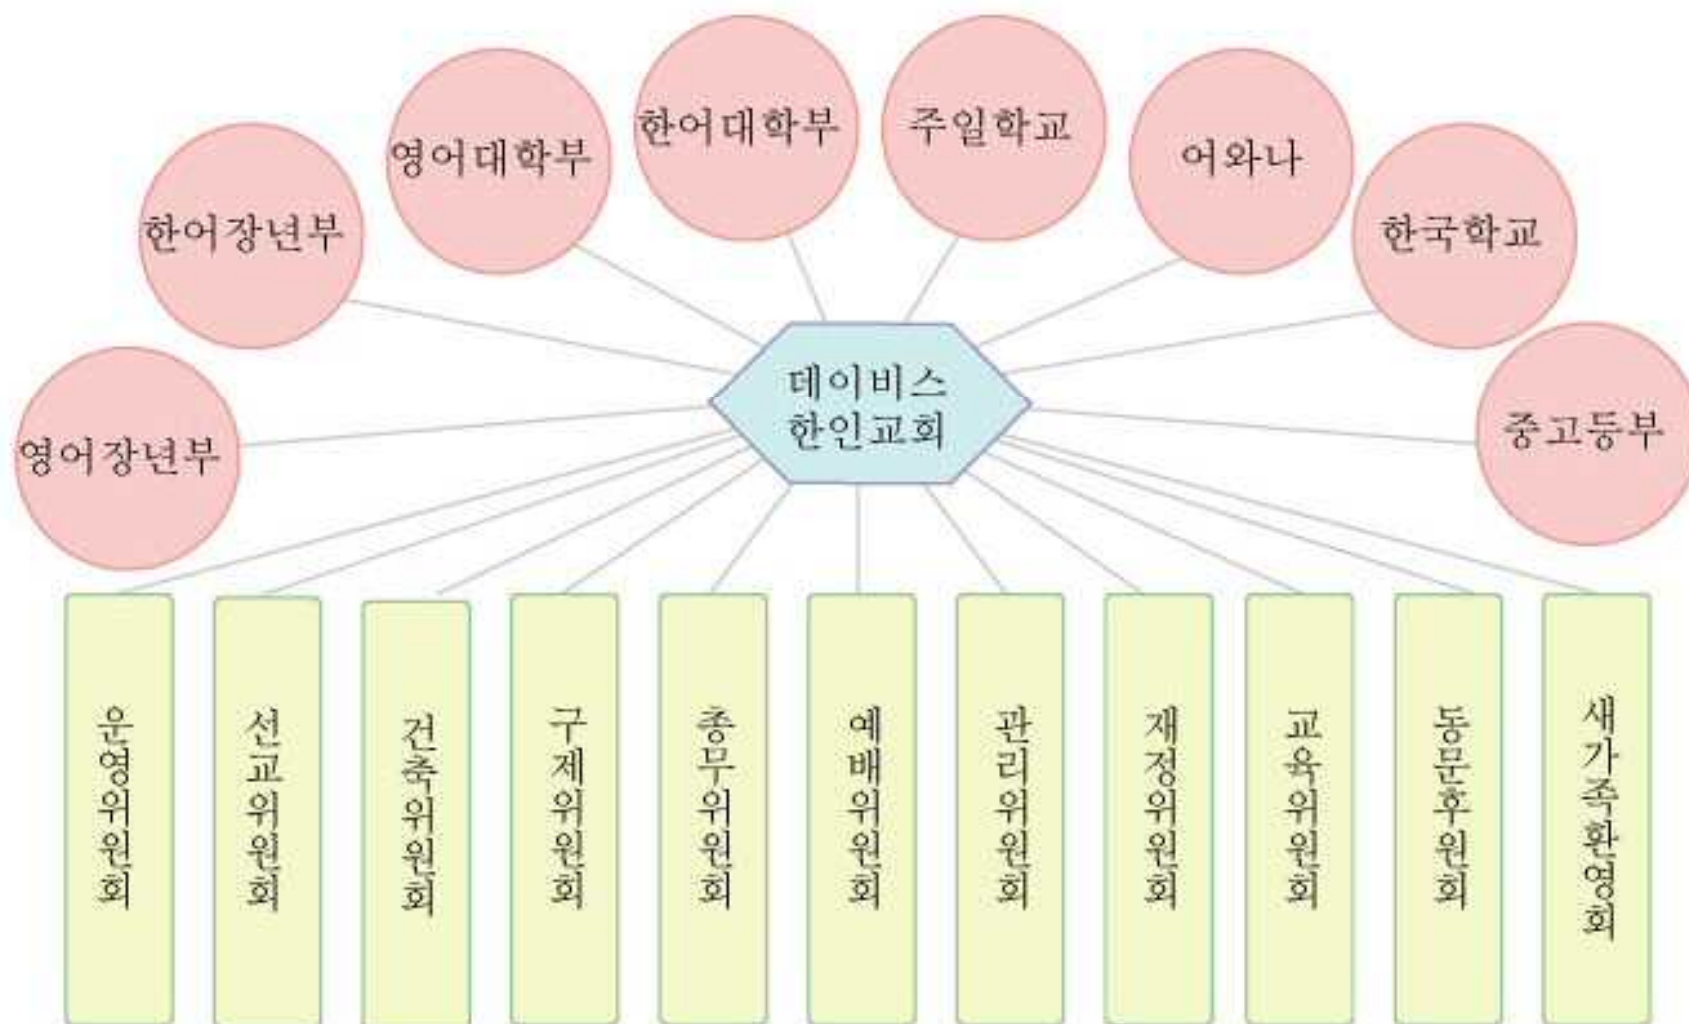 영어장년부
한어장년부
영어대학부
한어대학부
주일학교
어와나
한국학교
중고등부
데이비스
한인교회
운영위원회
선교위원회
건축위원회
구제위원회
총무위원회
예배위원회
관리위원회
재정위원회
교육위원회
동문후원회
새가족환영회